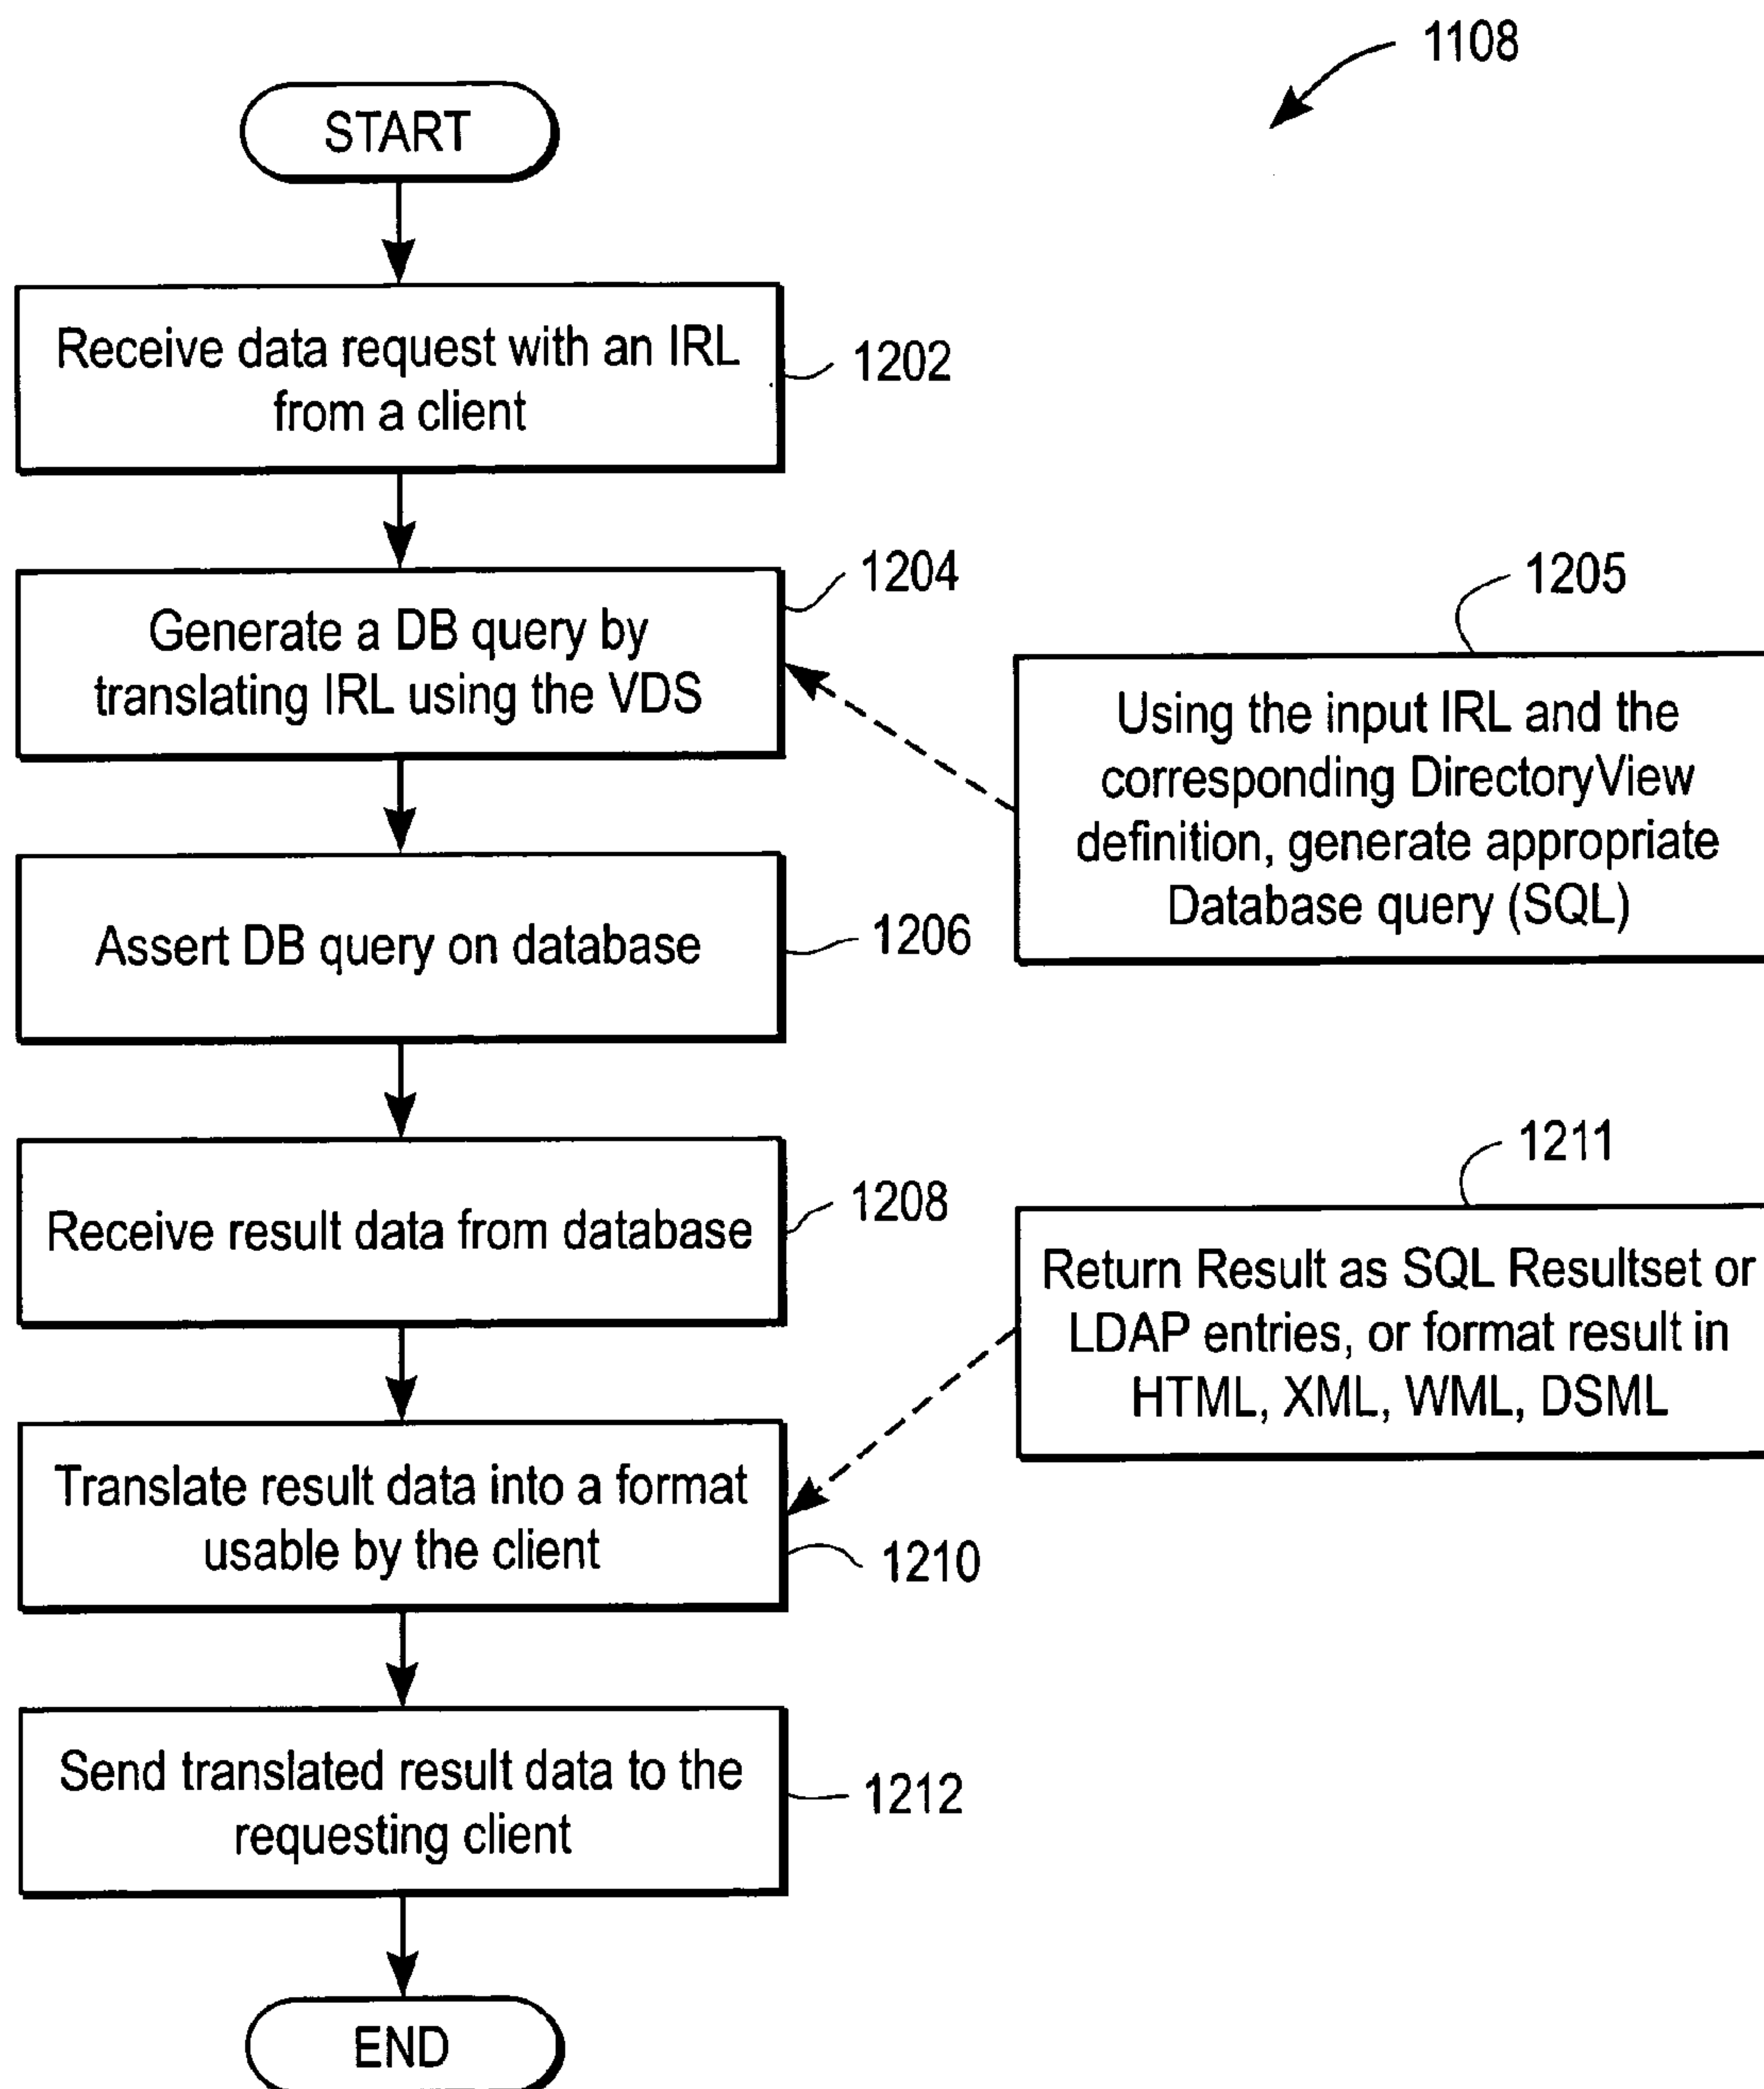 1108
START
Receive data request with an IRL
from a client
1202
Generate a DB query by
translating IRL using the VDS
1204
1205
Using the input IRL and the
corresponding DirectoryView
definition, generate appropriate
Database query (SQL)
Assert DB query on database
1206
Receive result data from database
1208
1211
Return Result as SQL Resultset or
LDAP entries, or format result in
HTML, XML, WML, DSML
Translate result data into a format
usable by the client
1210
Send translated result data to the
requesting client
1212
END